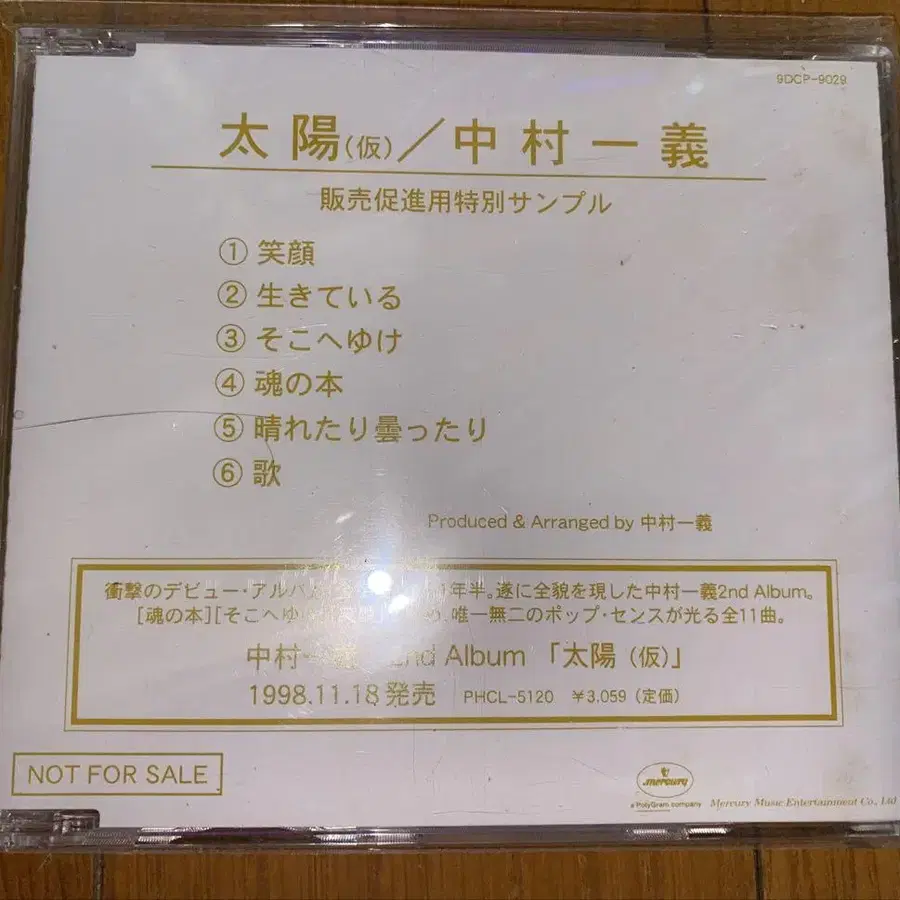 9DCP-9029
太陽(仮)／中村一義
販売促進用特別サンプル
① 笑顔
② 生きている
③ そこへゆけ
④ 魂の本
⑤ 晴れたり曇ったり
⑥ 歌
Produced & Arranged by 中村一義
衝撃のデビュー・アルバム 年半。遂に全貌を現した中村一義2nd Album。
[魂の本][そこへゆけ 唯一無二のポップ・センスが光る全11曲。
中村一 2nd Album 「太陽（仮）」
1998.11.18 発売 PHCL-5120 ￥3.059（定価）
NOT FOR SALE
mercury
a PolyGram company Mercury Music Entertainment Co., Ltd